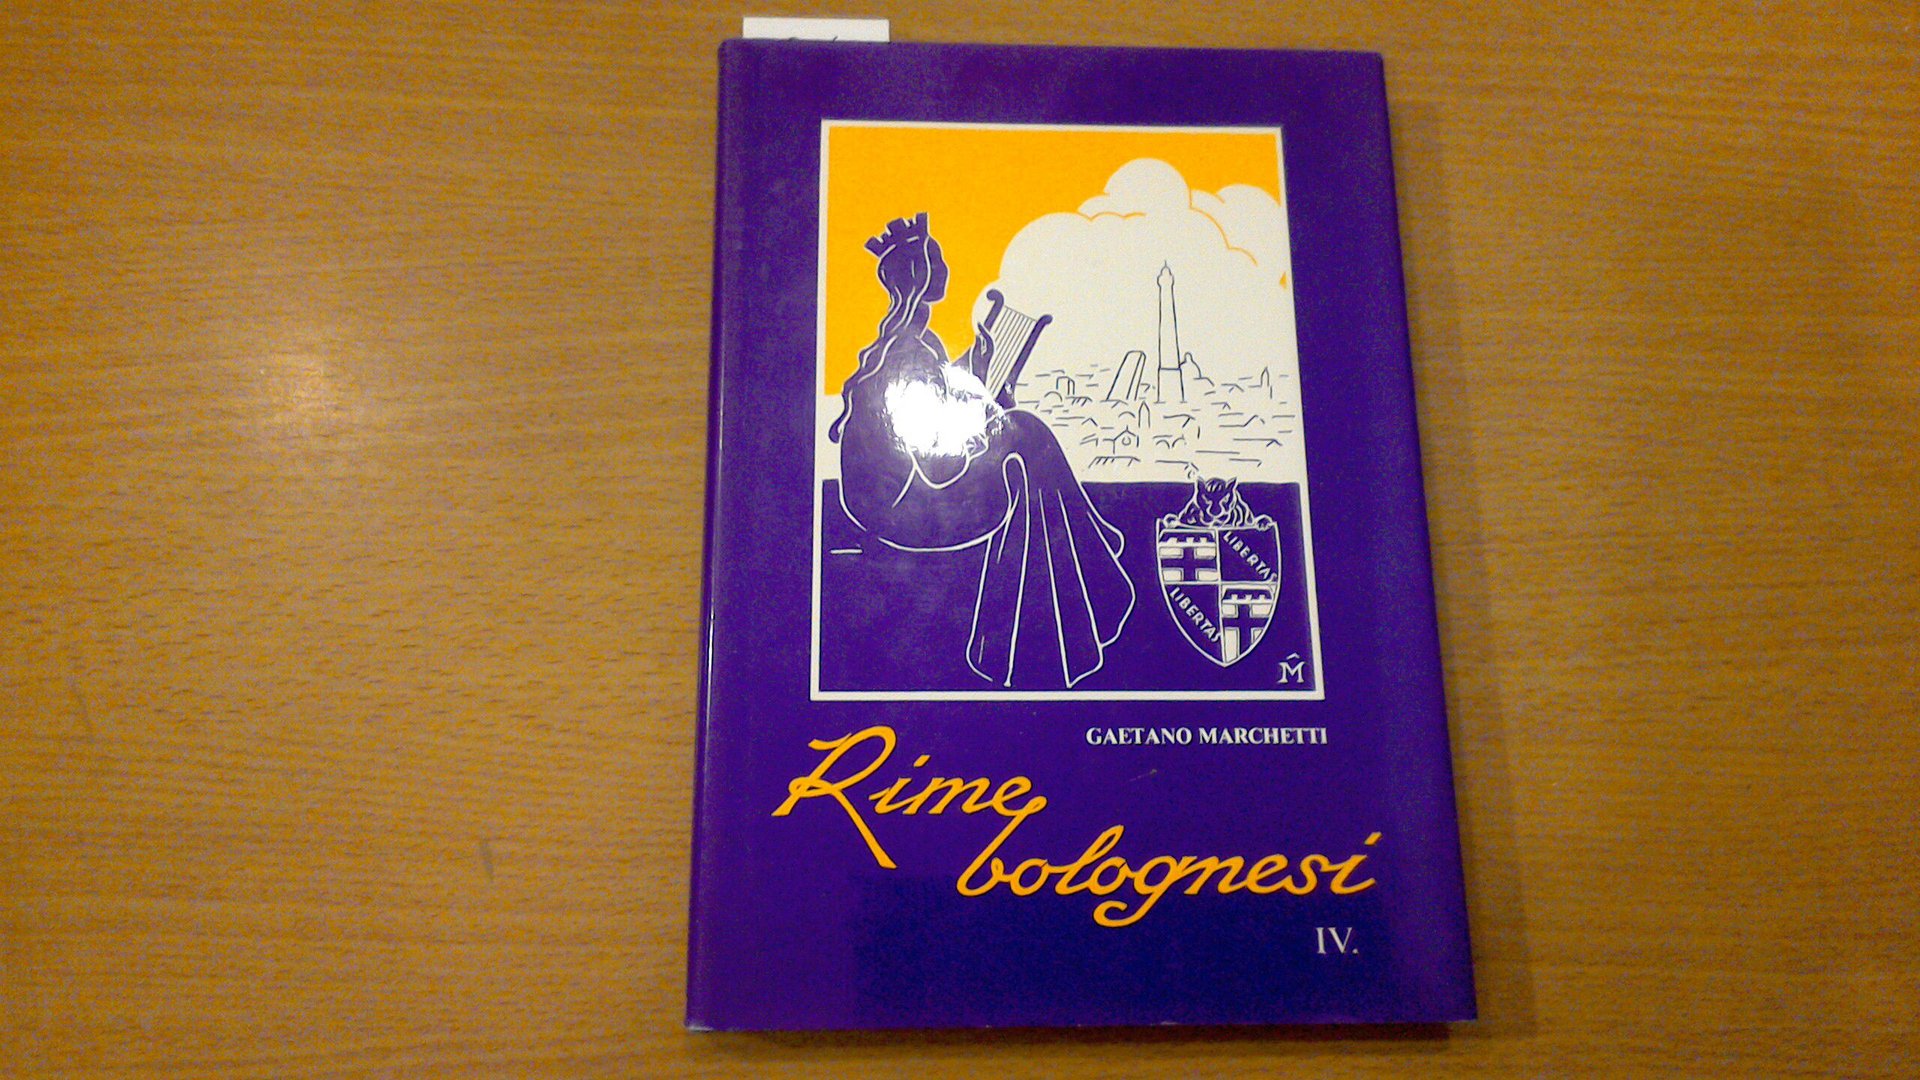 LIBERTAS
LIBERTAS
M̂
GAETANO MARCHETTI
Rime
bolognesi
IV.